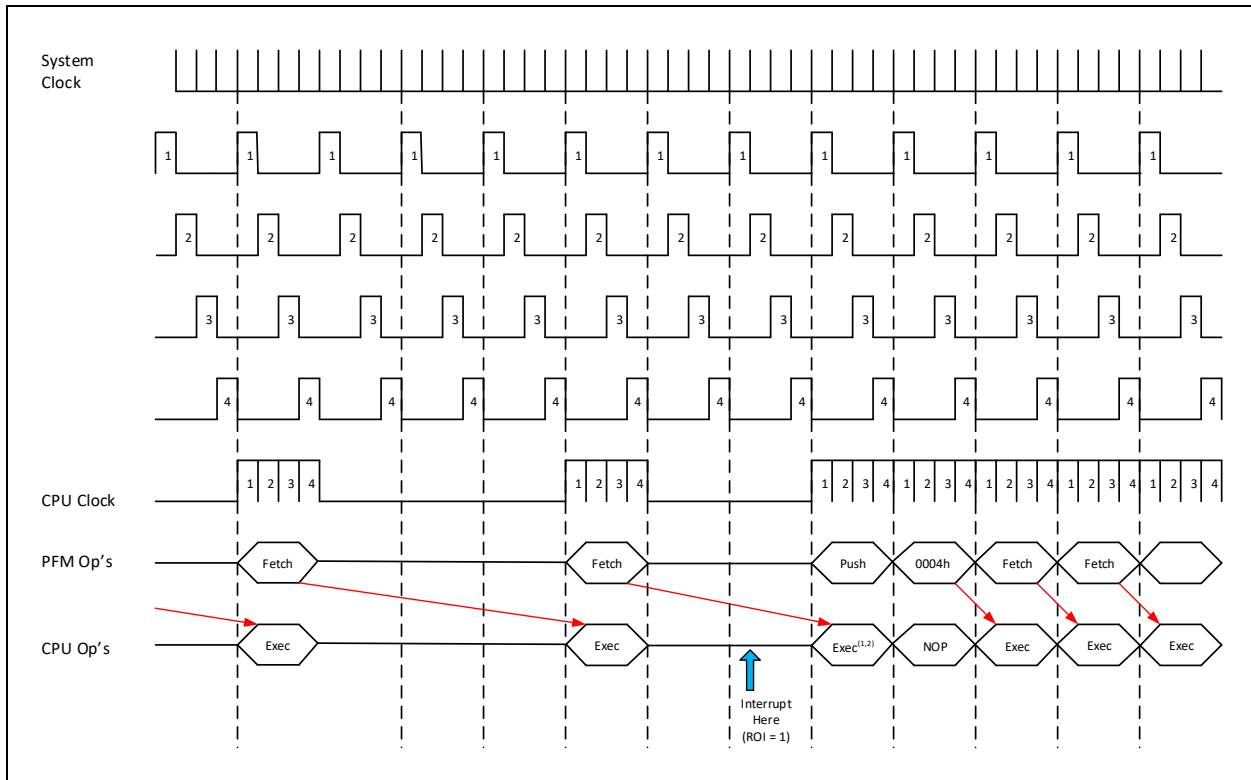 System
Clock
1 1 1 1 1 1 1 1 1 1 1 1 1
2 2 2 2 2 2 2 2 2 2 2 2 2
3 3 3 3 3 3 3 3 3 3 3 3 3
4 4 4 4 4 4 4 4 4 4 4 4 4
CPU Clock 1 2 3 4 1 2 3 4 1 2 3 4 1 2 3 4 1 2 3 4 1 2 3 4 1 2 3 4
PFM Op's Fetch Fetch Push 0004h Fetch Fetch
CPU Op's Exec Exec Exec(1,2) NOP Exec Exec Exec
Interrupt
Here
(ROI = 1)